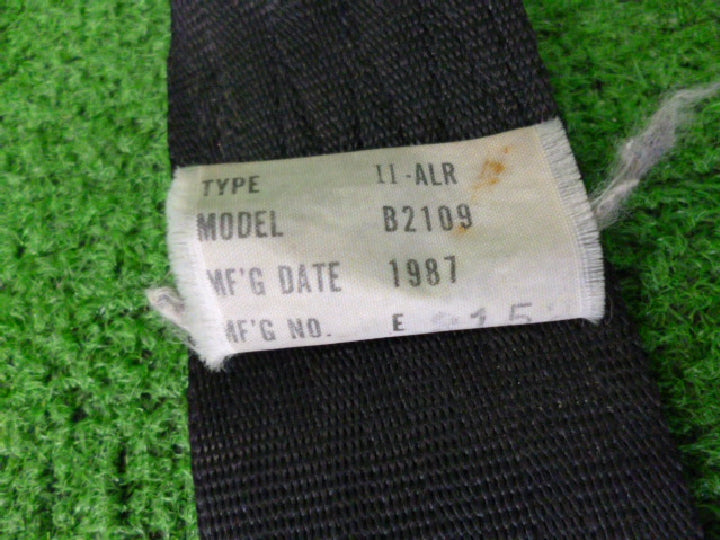 TYPE II-ALR
MODEL B2109
MF'G DATE 1987
MF'G NO. E